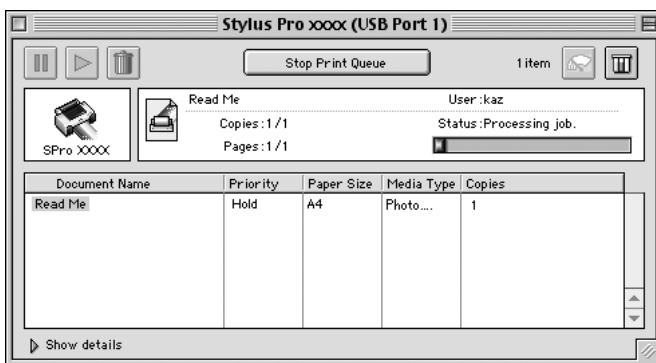 Stylus Pro xxxx (USB Port 1)
Stop Print Queue
1 item
Read Me
User:kaz
Copies:1/1
Status:Processing job.
Pages:1/1
SPro XXXX
Document Name Priority Paper Size Media Type Copies
Read Me Hold A4 Photo.... 1
Show details